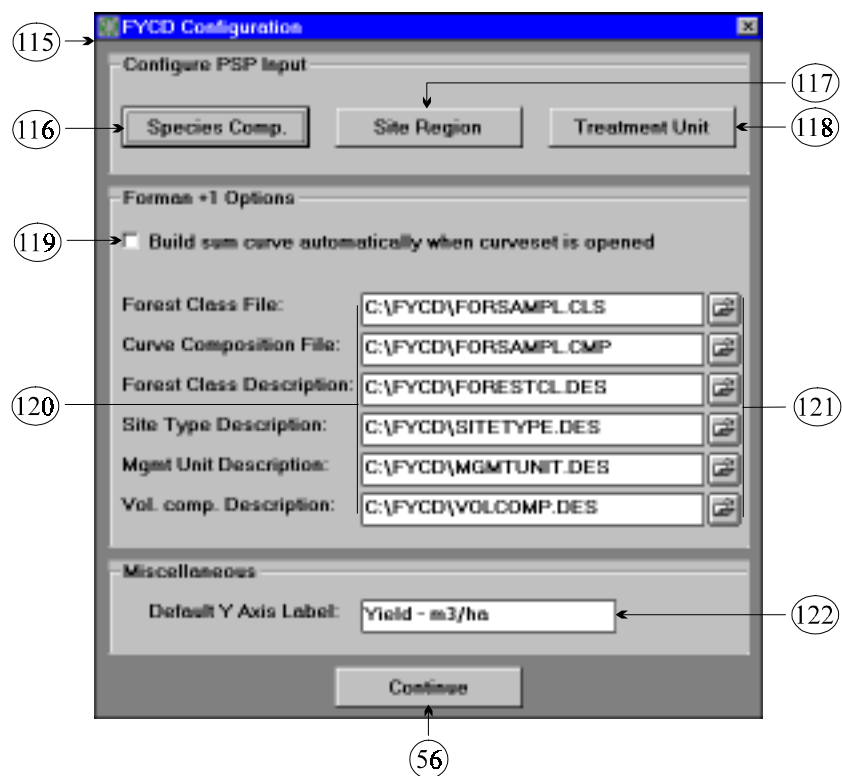 FYCD Configuration
115
Configure PSP Input
117
116
Species Comp.
Site Region
Treatment Unit
118
Forman +1 Options
119
Build sum curve automatically when curveset is opened
Forest Class File: C:\FYCD\FORSAMPL.CLS
Curve Composition File: C:\FYCD\FORSAMPL.CMP
Forest Class Description: C:\FYCD\FORESTCL.DES
120
121
Site Type Description: C:\FYCD\SITETYPE.DES
Mgmt Unit Description: C:\FYCD\MGMTUNIT.DES
Vol. comp. Description: C:\FYCD\VOLCOMP.DES
Miscellaneous
Default Y Axis Label: Yield - m3/ha
122
Continue
56